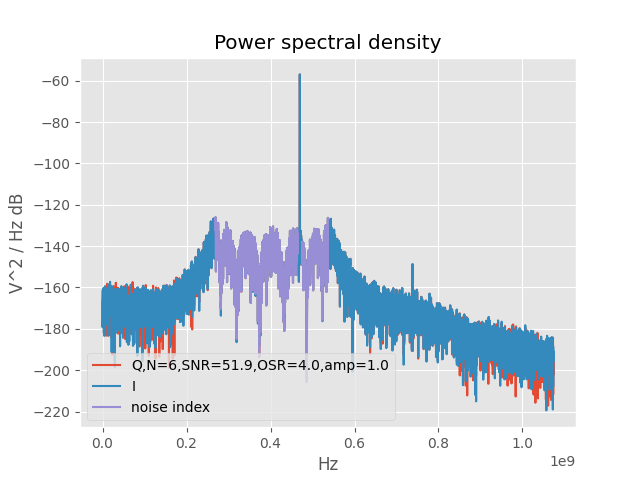 Power spectral density
V^2 / Hz dB
−60
−80
−100
−120
−140
−160
−180
−200
−220
Q,N=6,SNR=51.9,OSR=4.0,amp=1.0
I
noise index
0.0
0.2
0.4
0.6
0.8
1.0
1e9
Hz